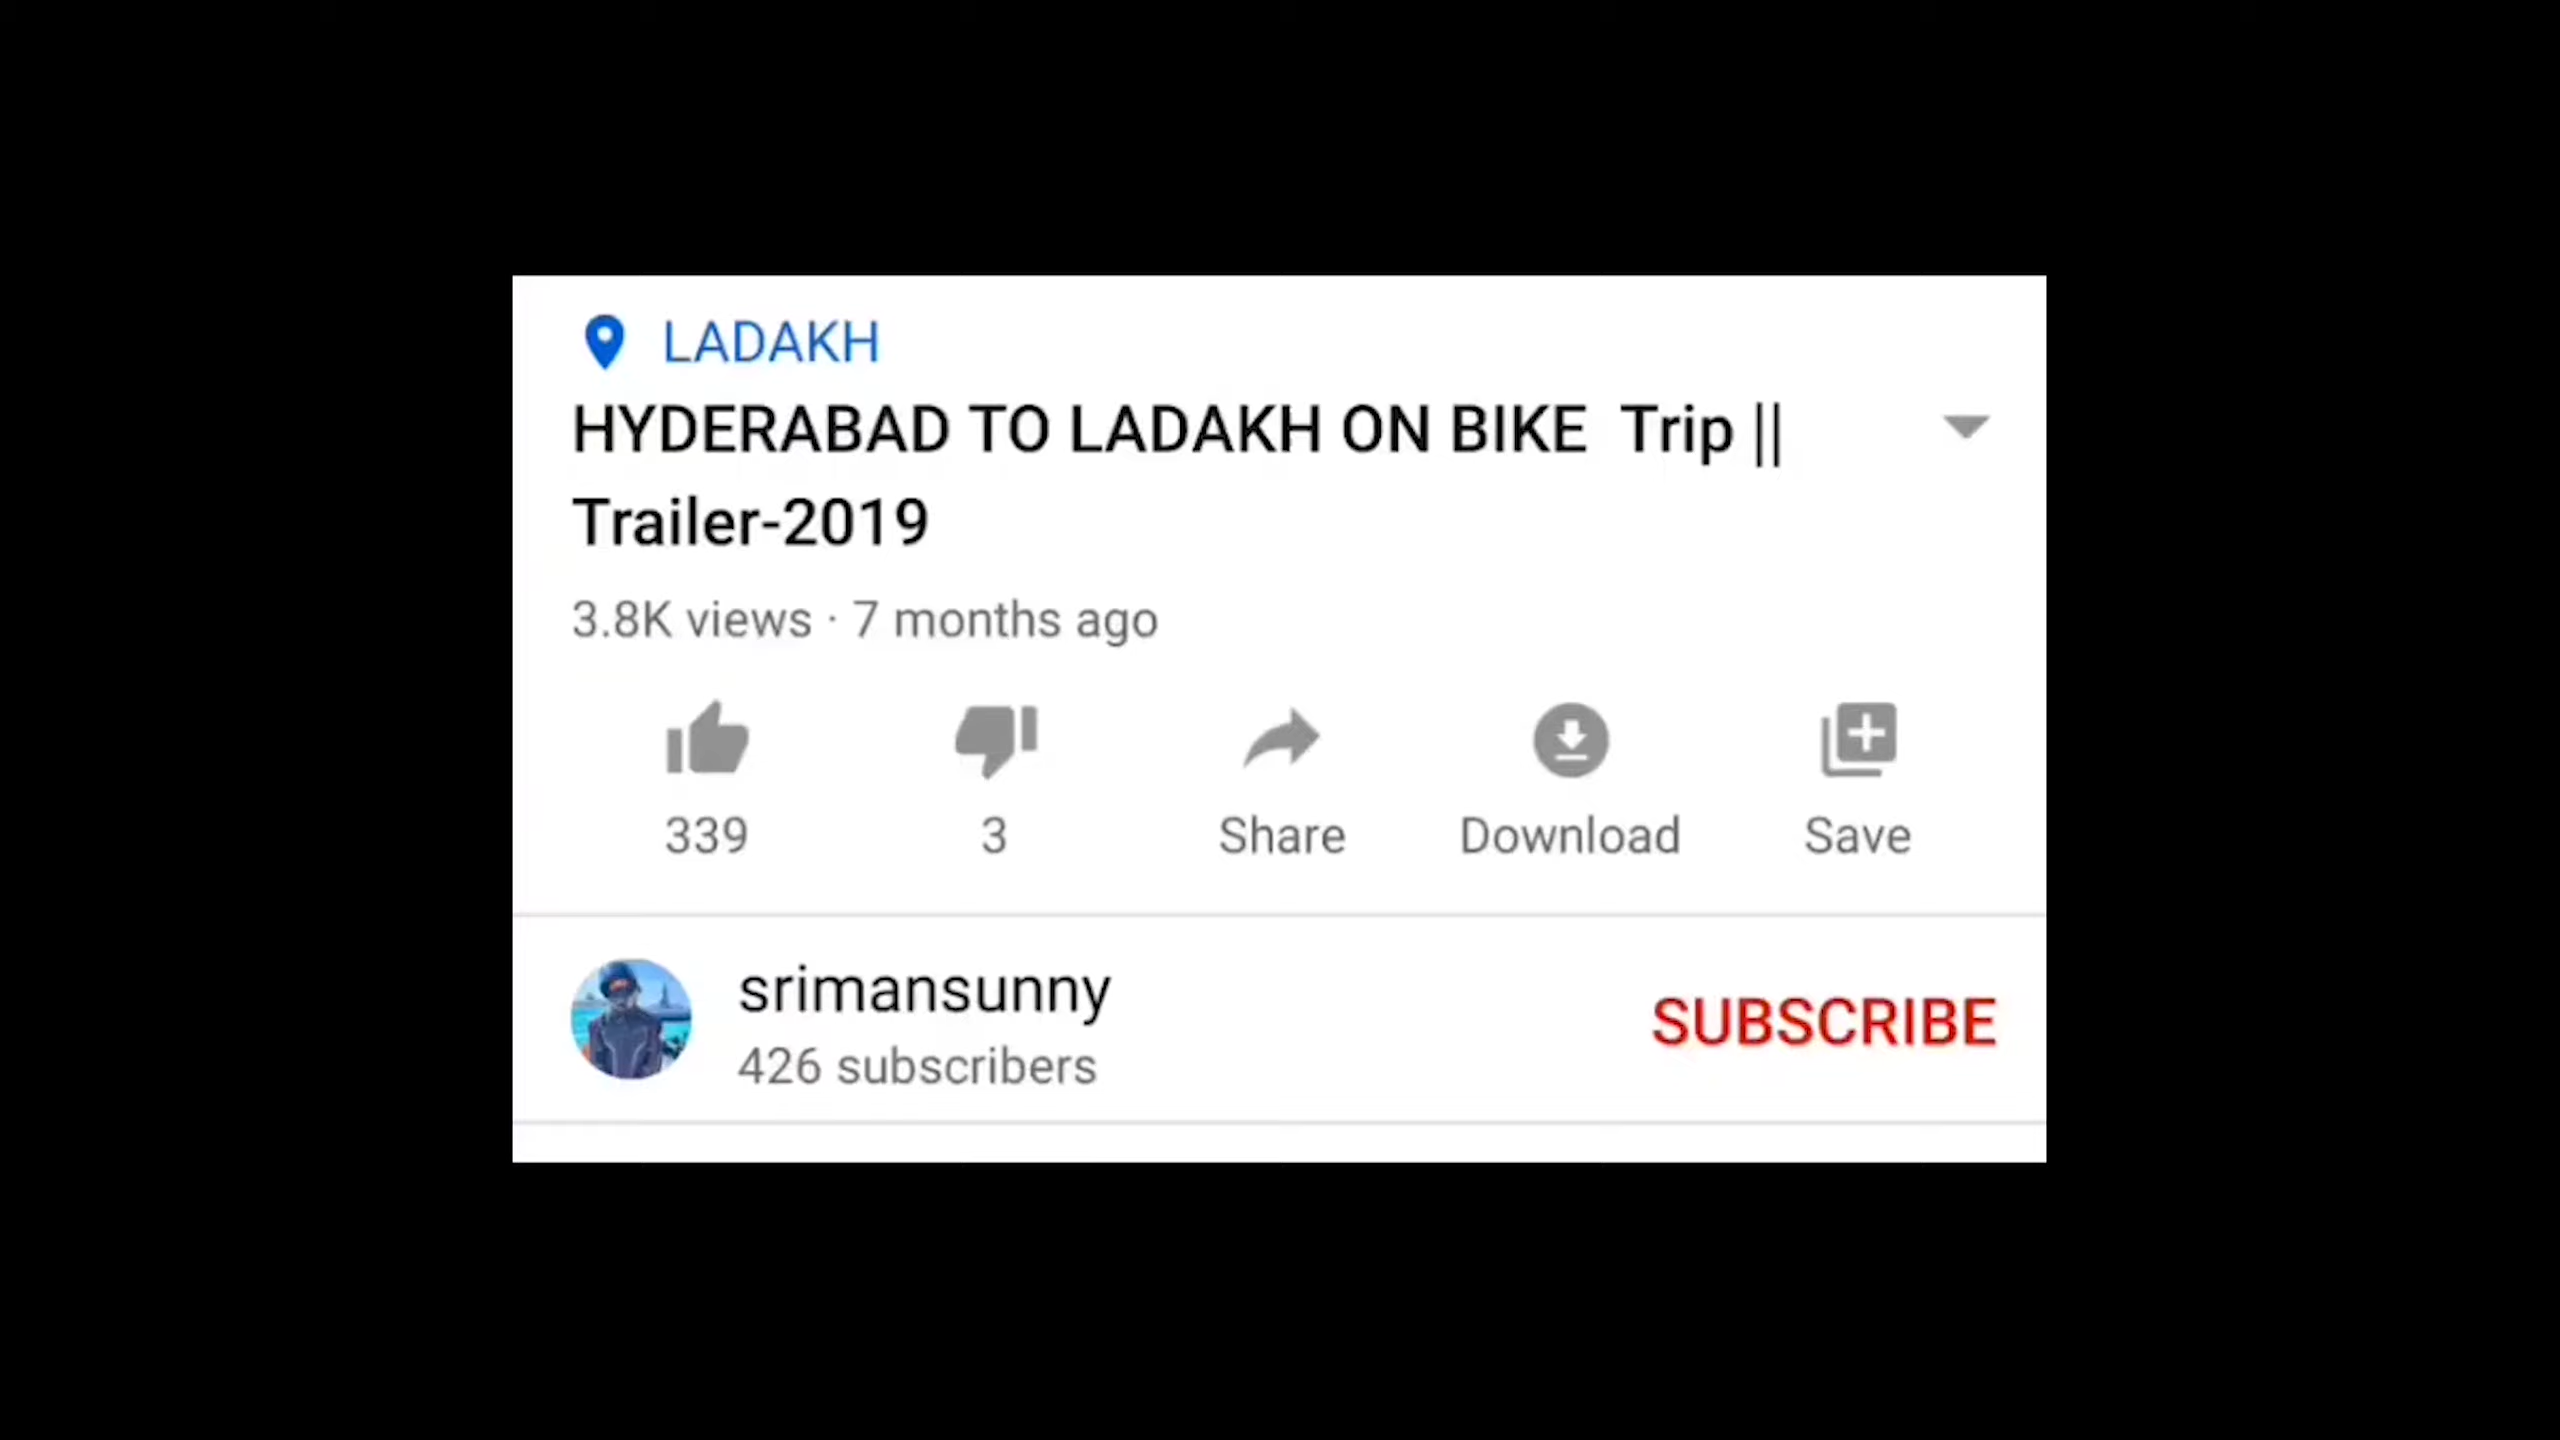 LADAKH
HYDERABAD TO LADAKH ON BIKE  Trip ||
Trailer-2019
3.8K views · 7 months ago
339 3 Share Download Save
srimansunny
SUBSCRIBE
426 subscribers